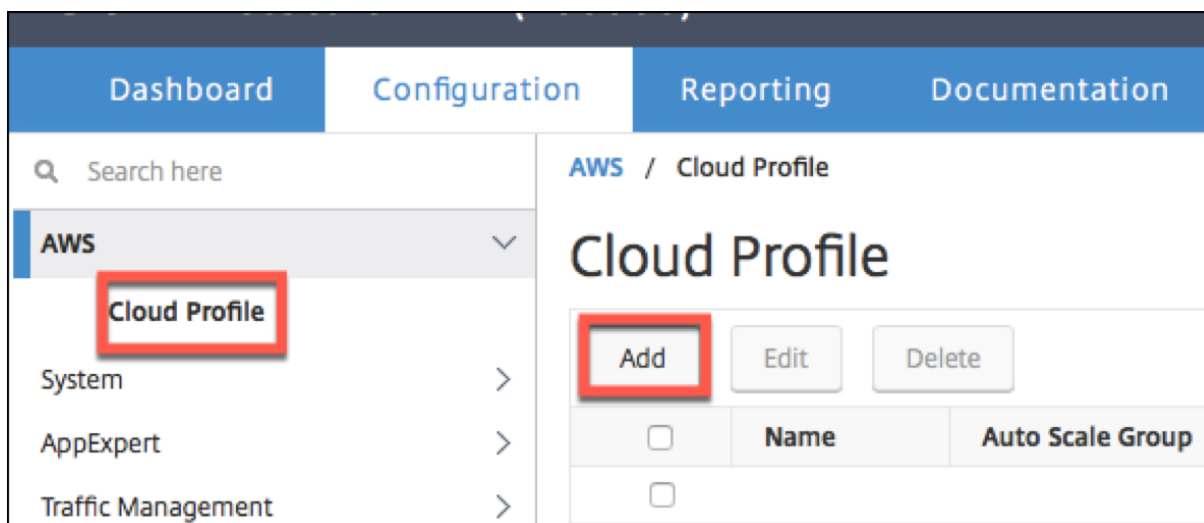 Dashboard Configuration Reporting Documentation
Search here
AWS
Cloud Profile
System
AppExpert
Traffic Management
AWS / Cloud Profile
Cloud Profile
Add Edit Delete
Name Auto Scale Group